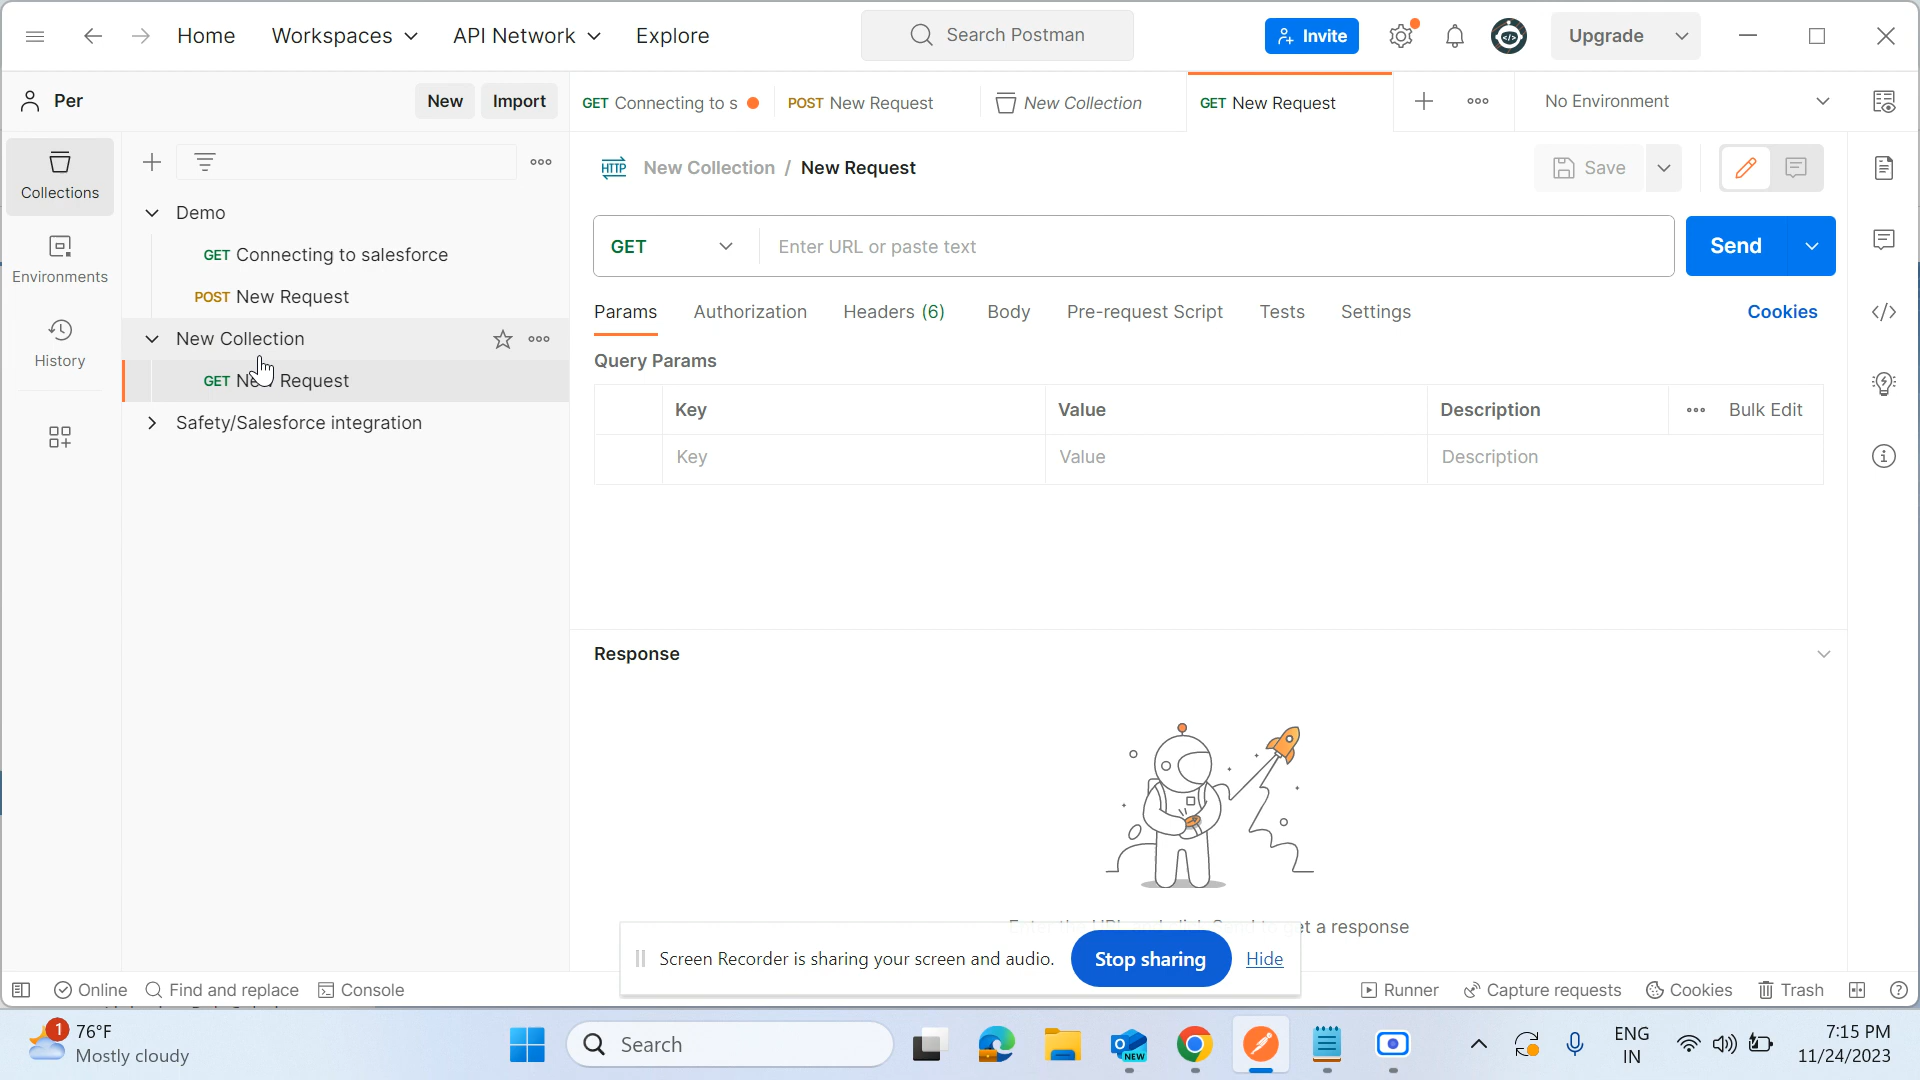 Home
Workspaces
API Network
Explore
Search Postman
Invite
Upgrade
Per
New
Import
GET Connecting to s
POST New Request
New Collection
GET New Request
No Environment
Collections
Environments
History
Demo
GET Connecting to salesforce
POST New Request
New Collection
GET Request
Safety/Salesforce integration
HTTP New Collection / New Request
Save
GET
Enter URL or paste text
Send
Params
Authorization
Headers (6)
Body
Pre-request Script
Tests
Settings
Cookies
Query Params
Key
Value
Description
Bulk Edit
Key
Value
Description
Response
t a response
Screen Recorder is sharing your screen and audio.
Stop sharing
Hide
Online
Find and replace
Console
Runner
Capture requests
Cookies
Trash
1
76°F
Mostly cloudy
Search
NEW
ENG
IN
7:15 PM
11/24/2023